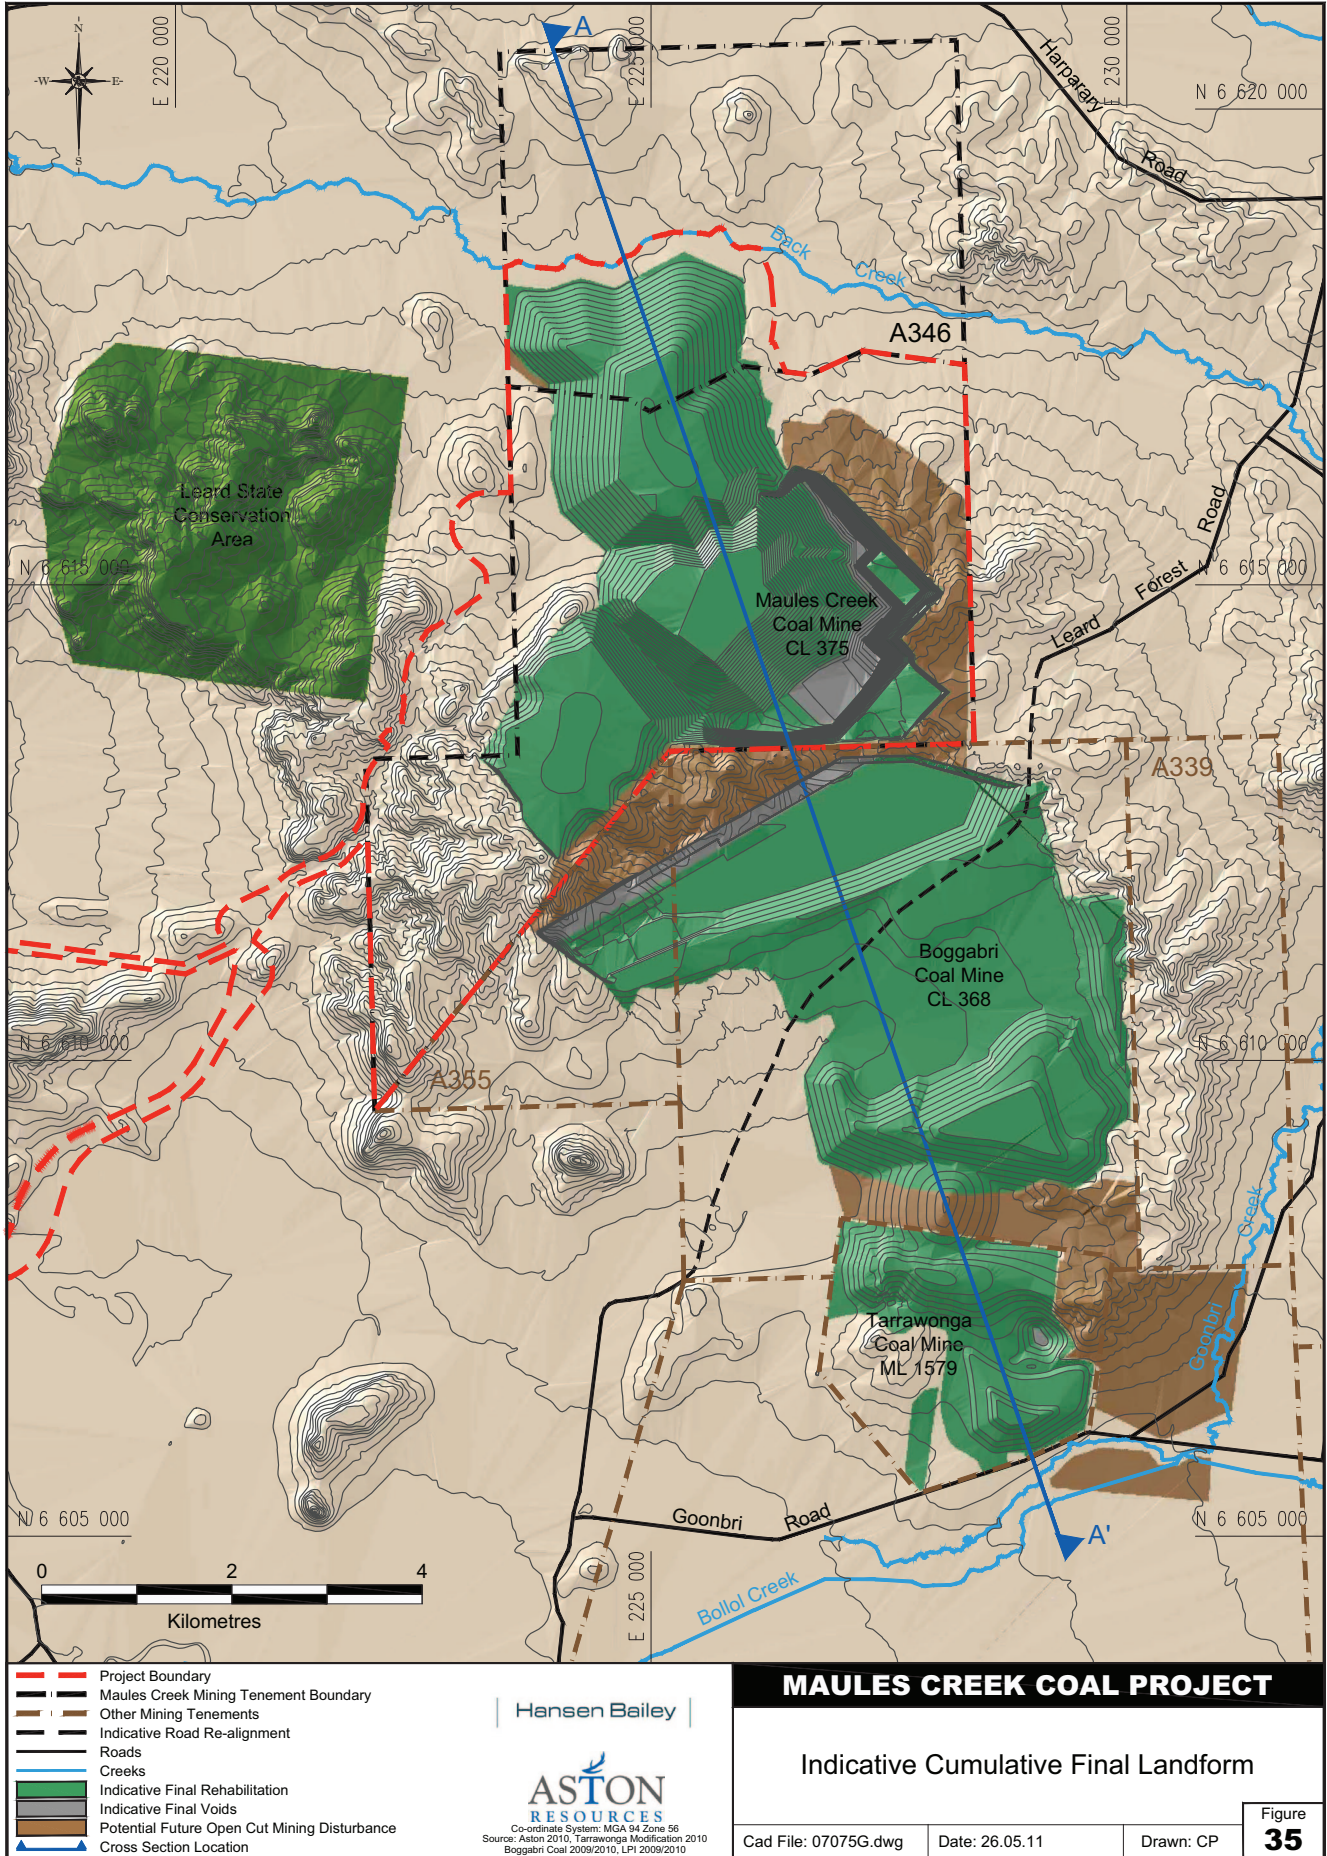 A
E 220 000
E 225 000
E 230 000
N
W
E
S
N 6 620 000
Harparary
Road
Back
Creek
A346
Leard State
Conservation
Area
N 6 615 000
N 6 615 000
Road
Forest
Leard
Maules Creek
Coal Mine
CL 375
A339
Boggabri
Coal Mine
CL 368
N 6 610 000
N 6 610 000
A355
Creek
Goonbri
Tarrawonga
Coal Mine
ML 1579
N 6 605 000
N 6 605 000
Goonbri
Road
A'
E 225 000
Bollol Creek
0 2 4
Kilometres
Project Boundary
Maules Creek Mining Tenement Boundary
Other Mining Tenements
Indicative Road Re-alignment
Roads
Creeks
Indicative Final Rehabilitation
Indicative Final Voids
Potential Future Open Cut Mining Disturbance
Cross Section Location
Hansen Bailey
ASTON
RESOURCES
Co-ordinate System: MGA 94 Zone 56
Source: Aston 2010, Tarrawonga Modification 2010
Boggabri Coal 2009/2010, LPI 2009/2010
MAULES CREEK COAL PROJECT
Indicative Cumulative Final Landform
Cad File: 07075G.dwg
Date: 26.05.11
Drawn: CP
Figure
35